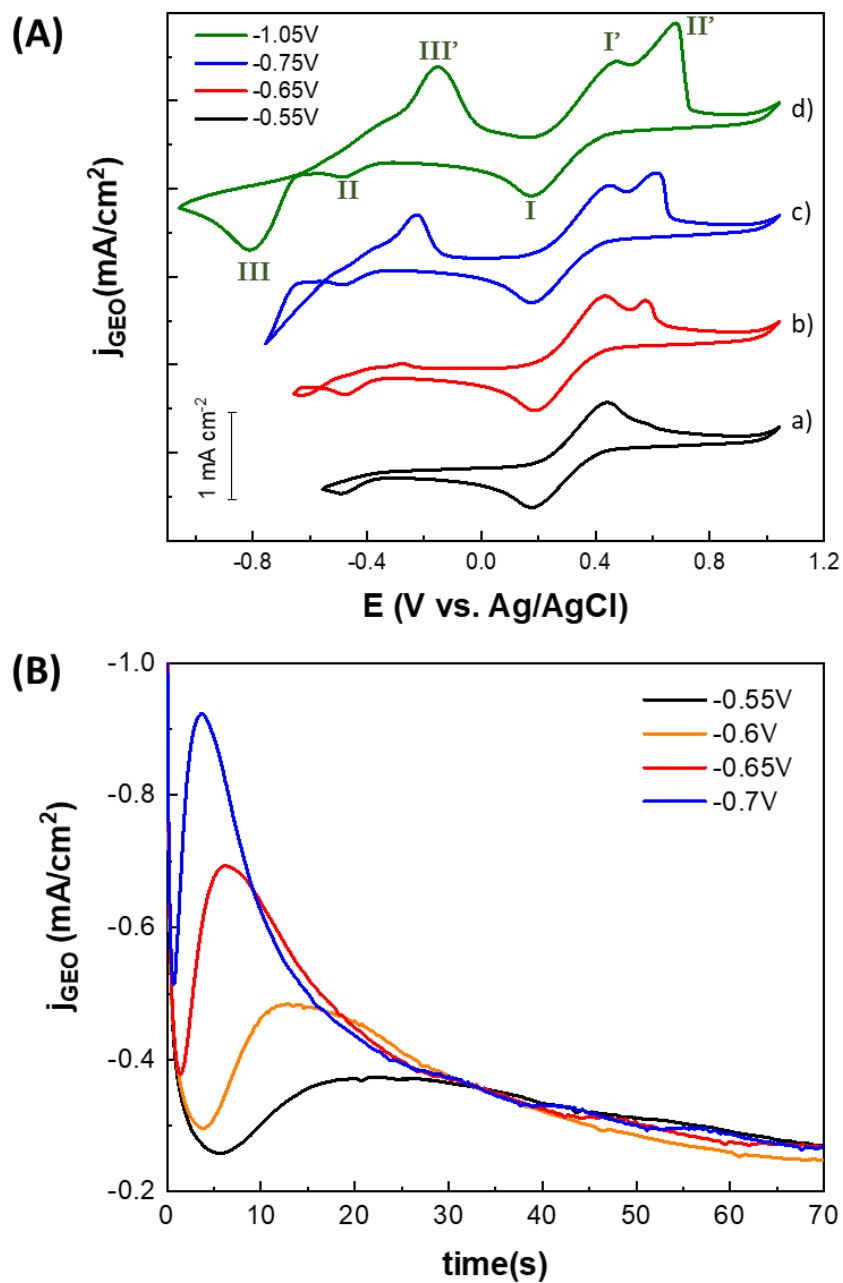 (A)
-1.05V
-0.75V
-0.65V
-0.55V
III’
I’
II’
d)
II
I
c)
III
b)
a)
1 mA cm⁻²
jGEO(mA/cm²)
-0.8 -0.4 0.0 0.4 0.8 1.2
E (V vs. Ag/AgCl)
(B)
-1.0
-0.8
-0.6
-0.4
-0.2
-0.55V
-0.6V
-0.65V
-0.7V
jGEO (mA/cm²)
0 10 20 30 40 50 60 70
time(s)